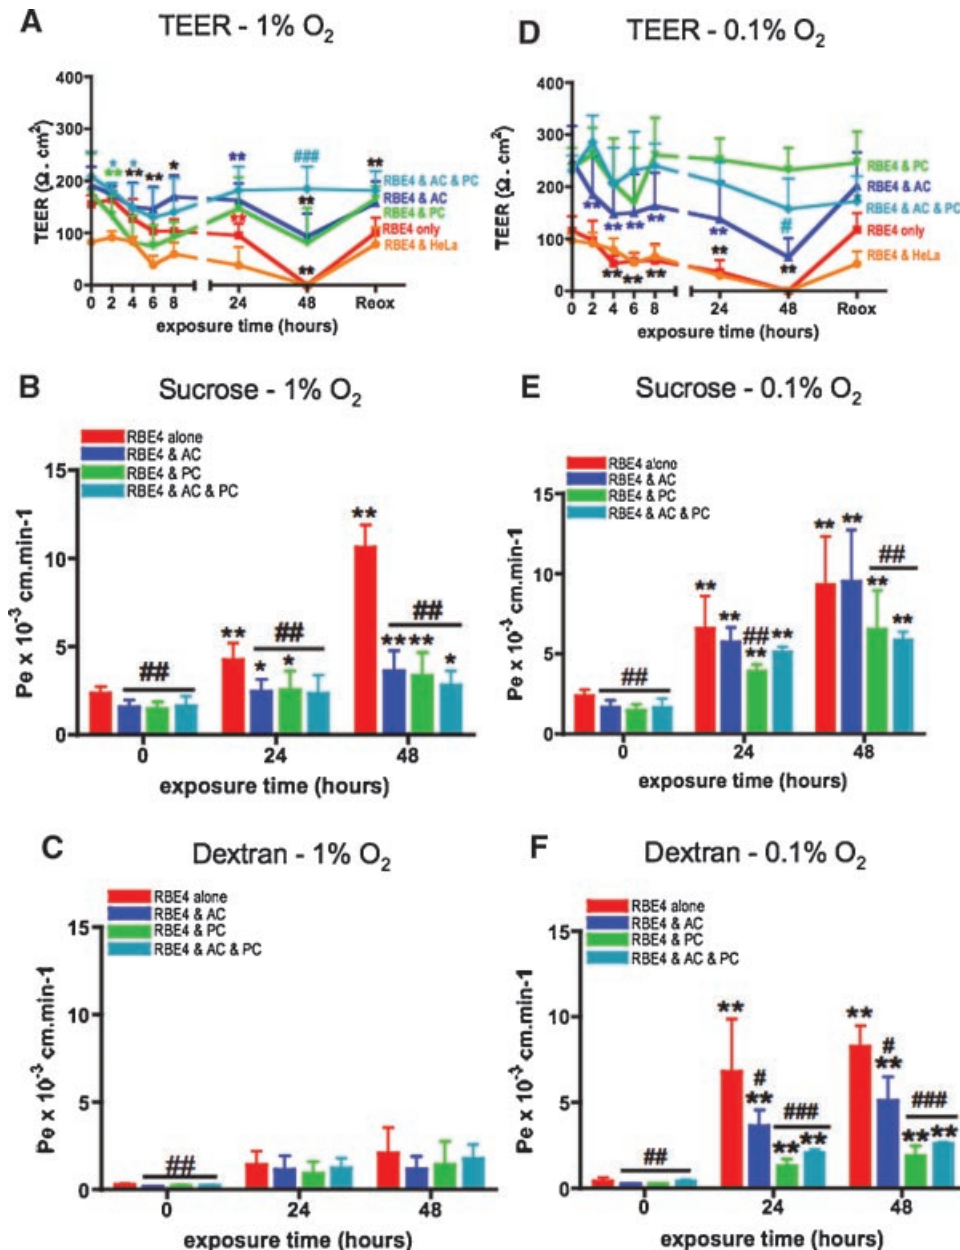 A
TEER - 1% O2
TEER (Ω . cm²)
400
300
200
100
0
* * ** ** * ** ### **
** ** **
**
RBE4 & AC & PC
RBE4 & AC
RBE4 & PC
RBE4 only
RBE4 & HeLa
0 2 4 6 8 24 48 Reox
exposure time (hours)
D
TEER - 0.1% O2
TEER (Ω . cm²)
400
300
200
100
0
RBE4 & PC
RBE4 & AC
RBE4 & AC & PC
RBE4 only
RBE4 & HeLa
** ** ** ** ** #
** ** ** ** **
0 2 4 6 8 24 48 Reox
exposure time (hours)
B
Sucrose - 1% O2
RBE4 alone
RBE4 & AC
RBE4 & PC
RBE4 & AC & PC
Pe x 10-3 cm.min-1
15
10
5
0
##
** ##
* *
** ##
** ** *
0 24 48
exposure time (hours)
E
Sucrose - 0.1% O2
RBE4 alone
RBE4 & AC
RBE4 & PC
RBE4 & AC & PC
Pe x 10-3 cm.min-1
15
10
5
0
##
** ** ## **
**
** ** ##
** **
0 24 48
exposure time (hours)
C
Dextran - 1% O2
RBE4 alone
RBE4 & AC
RBE4 & PC
RBE4 & AC & PC
Pe x 10-3 cm.min-1
15
10
5
0
##
0 24 48
exposure time (hours)
F
Dextran - 0.1% O2
RBE4 alone
RBE4 & AC
RBE4 & PC
RBE4 & AC & PC
Pe x 10-3 cm.min-1
15
10
5
0
##
** # ###
** ** **
** # ###
** ** **
0 24 48
exposure time (hours)